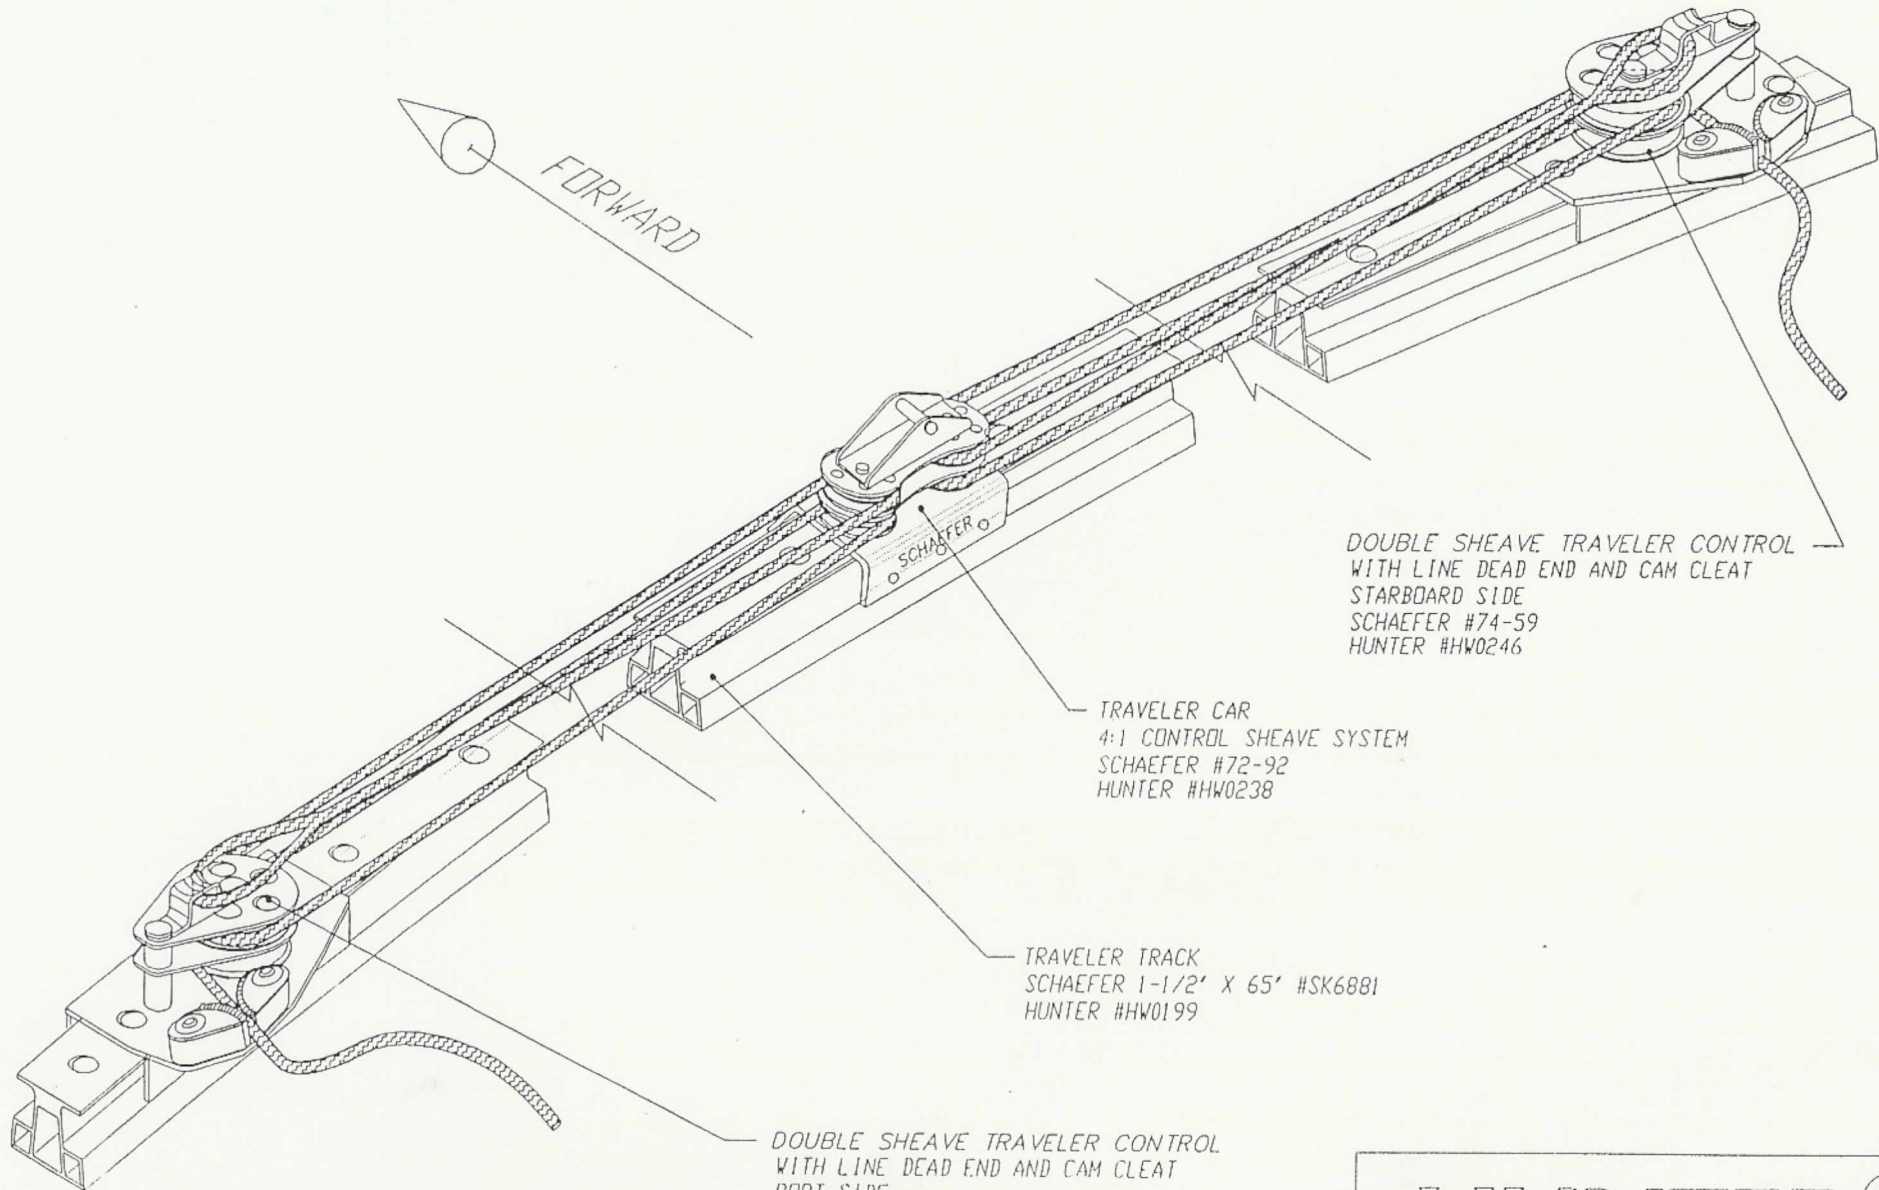 FORWARD
SCHAEFER
DOUBLE SHEAVE TRAVELER CONTROL
WITH LINE DEAD END AND CAM CLEAT
STARBOARD SIDE
SCHAEFER #74-59
HUNTER #HW0246
TRAVELER CAR
4:1 CONTROL SHEAVE SYSTEM
SCHAEFER #72-92
HUNTER #HW0238
TRAVELER TRACK
SCHAEFER 1-1/2' X 65' #SK6881
HUNTER #HW0199
DOUBLE SHEAVE TRAVELER CONTROL
WITH LINE DEAD END AND CAM CLEAT
PORT SIDE